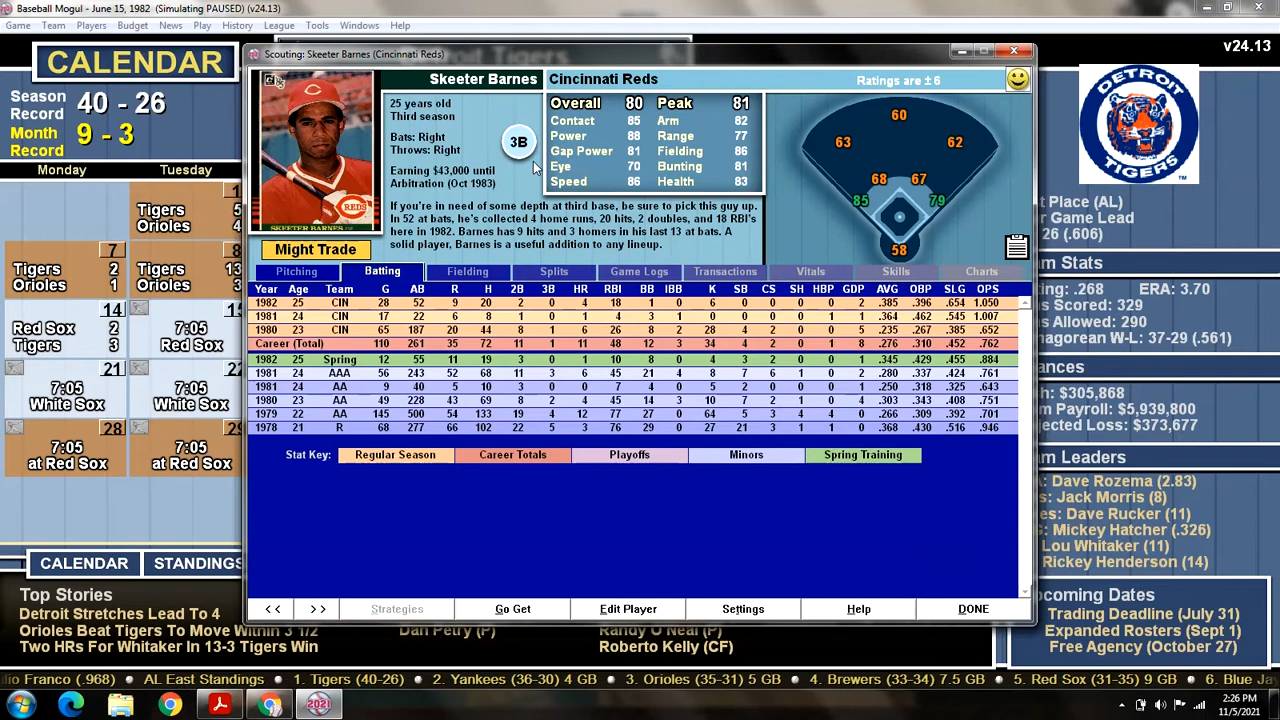 Baseball Mogul - June 15, 1982 (Simulating PAUSED) (v24.13)
Game Team Players Budget News Play History League Tools Windows Help
v24.13
CALENDAR
Season
Record 40 - 26
Month
Record 9 - 3
Monday Tuesday
1
Tigers 5
Orioles 4
7 8
Tigers 2 Tigers 13
Orioles 1 Orioles 3
14 15
Red Sox 2 7:05
Tigers 3 Red Sox
21 22
7:05 7:05
White Sox White Sox
28 29
7:05 7:05
at Red Sox at Red Sox
CALENDAR STANDINGS
Scouting: Skeeter Barnes (Cincinnati Reds)
REDS
SKEETER BARNES
Skeeter Barnes Cincinnati Reds Ratings are ±6
25 years old
Third season
Bats: Right
Throws: Right
Earning $43,000 until
Arbitration (Oct 1983)
3B
Overall 80 Peak 81
Contact 85 Arm 82
Power 88 Range 77
Gap Power 81 Fielding 86
Eye 70 Bunting 81
Speed 86 Health 83
60
63 62
68 67
85 79
58
If you're in need of some depth at third base, be sure to pick this guy up.
In 52 at bats, he's collected 4 home runs, 20 hits, 2 doubles, and 18 RBI's
here in 1982. Barnes has 9 hits and 3 homers in his last 13 at bats. A
solid player, Barnes is a useful addition to any lineup.
Might Trade
Pitching Batting Fielding Splits Game Logs Transactions Vitals Skills Charts
Year Age Team G AB R H 2B 3B HR RBI BB IBB K SB CS SH HBP GDP AVG OBP SLG OPS
1982 25 CIN 28 52 9 20 2 0 4 18 1 0 6 0 0 0 0 2 .385 .396 .654 1.050
1981 24 CIN 17 22 6 8 1 0 1 4 3 1 0 0 0 0 0 1 .364 .462 .545 1.007
1980 23 CIN 65 187 20 44 8 1 6 26 8 2 28 4 2 0 0 5 .235 .267 .385 .652
Career (Total) 110 261 35 72 11 1 11 48 12 3 34 4 2 0 1 8 .276 .310 .452 .762
1982 25 Spring 12 55 11 19 3 0 1 10 8 0 4 3 2 0 0 1 .345 .429 .455 .884
1981 24 AAA 56 243 52 68 11 3 6 45 21 4 8 7 6 1 0 2 .280 .337 .424 .761
1981 24 AA 9 40 5 10 3 0 0 7 4 0 5 2 0 0 0 1 .250 .318 .325 .643
1980 23 AA 49 228 43 69 8 2 4 45 14 3 10 7 2 1 0 4 .303 .343 .408 .751
1979 22 AA 145 500 54 133 19 4 12 77 27 0 64 5 3 4 4 0 .266 .309 .392 .701
1978 21 R 68 277 66 102 22 5 3 76 29 0 27 21 3 1 1 0 .368 .430 .516 .946
Stat Key: Regular Season Career Totals Playoffs Minors Spring Training
<< >> Strategies Go Get Edit Player Settings Help DONE
DETROIT
TIGERS
t Place (AL)
Game Lead
26 (.606)
am Stats
ting: .268 ERA: 3.70
s Scored: 329
s Allowed: 290
hagorean W-L: 37-29 (.561)
ances
h: $305,868
m Payroll: $5,939,800
jected Loss: $373,677
am Leaders
A: Dave Rozema (2.83)
s: Jack Morris (8)
s: Dave Rucker (11)
G: Mickey Hatcher (.326)
Lou Whitaker (11)
Rickey Henderson (14)
Top Stories
Detroit Stretches Lead To 4
Orioles Beat Tigers To Move Within 3 1/2
Two HRs For Whitaker In 13-3 Tigers Win
Dan Petry (P) Randy O'Neal (P)
Roberto Kelly (CF)
pcoming Dates
Trading Deadline (July 31)
Expanded Rosters (Sept 1)
Free Agency (October 27)
lio Franco (.968) • AL East Standings • 1. Tigers (40-26) • 2. Yankees (36-30) 4 GB • 3. Orioles (35-31) 5 GB • 4. Brewers (33-34) 7.5 GB • 5. Red Sox (31-35) 9 GB • 6. Blue Ja
2021
2:26 PM
11/5/2021